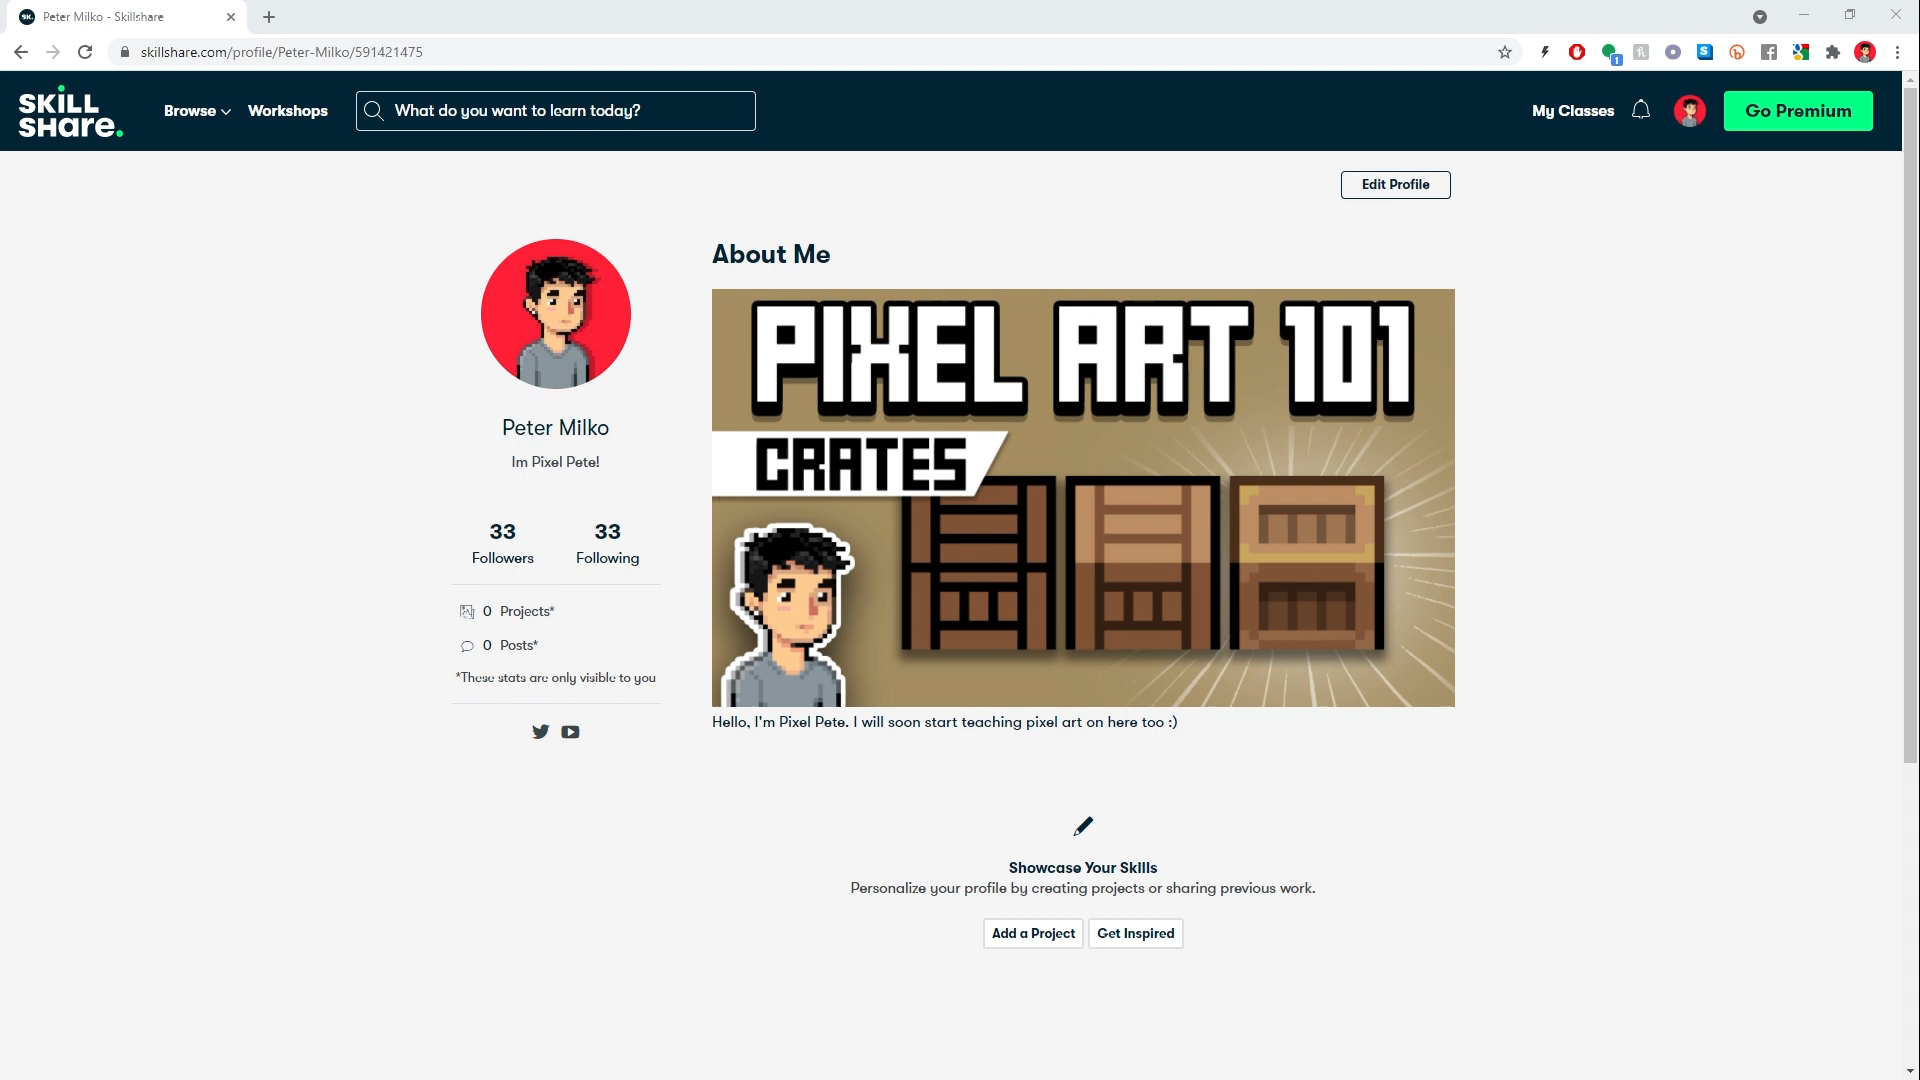 Peter Milko - Skillshare
skillshare.com/profile/Peter-Milko/591421475
1
SKILL
SHare.
Browse
Workshops
What do you want to learn today?
My Classes
Go Premium
Edit Profile
Peter Milko
Im Pixel Pete!
33
Followers
33
Following
0 Projects*
0 Posts*
*These stats are only visible to you
About Me
PIXEL ART 101
CRATES
Hello, I'm Pixel Pete. I will soon start teaching pixel art on here too :)
Showcase Your Skills
Personalize your profile by creating projects or sharing previous work.
Add a Project
Get Inspired